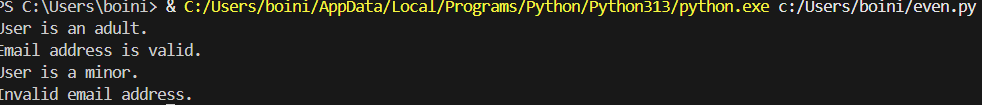 PS C:\Users\boini> & C:/Users/boini/AppData/Local/Programs/Python/Python313/python.exe c:/Users/boini/even.py
User is an adult.
Email address is valid.
User is a minor.
Invalid email address.